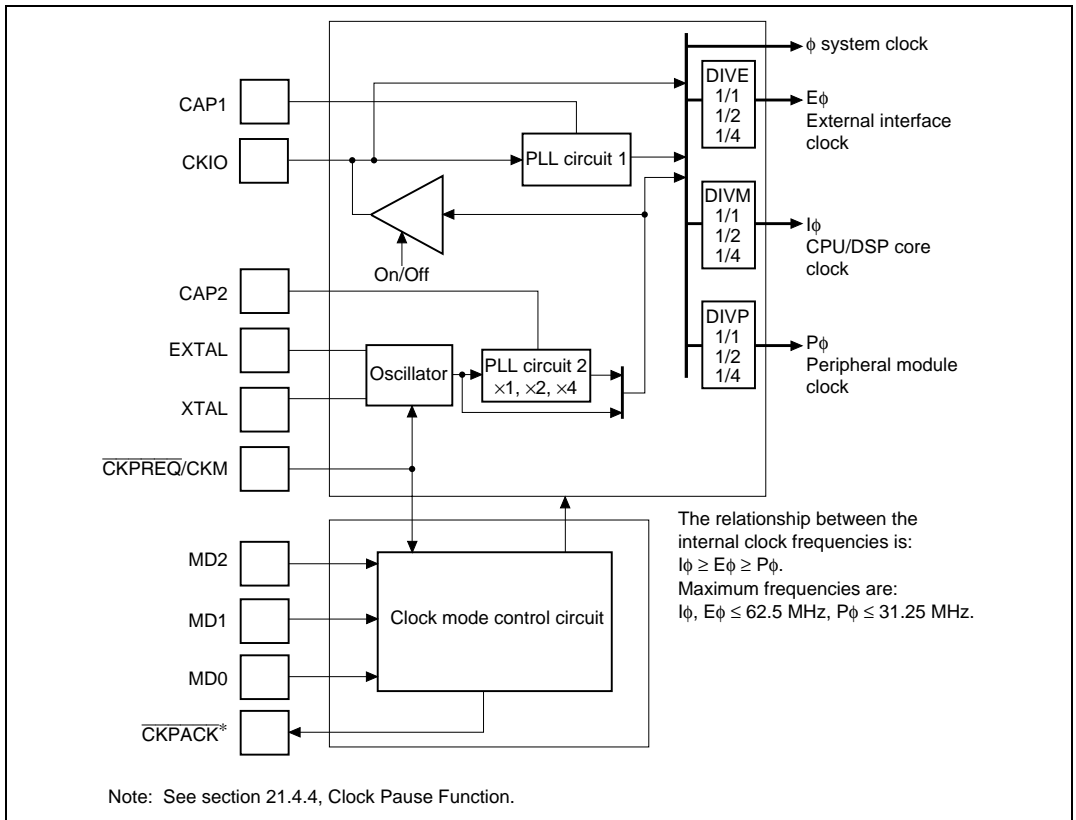 φ system clock
CAP1
DIVE
1/1
1/2
1/4
Eφ
External interface
clock
CKIO
PLL circuit 1
DIVM
1/1
1/2
1/4
Iφ
CPU/DSP core
clock
On/Off
CAP2
EXTAL
Oscillator
PLL circuit 2
×1, ×2, ×4
DIVP
1/1
1/2
1/4
Pφ
Peripheral module
clock
XTAL
CKPREQ/CKM
The relationship between the
internal clock frequencies is:
Iφ ≥ Eφ ≥ Pφ.
Maximum frequencies are:
Iφ, Eφ ≤ 62.5 MHz, Pφ ≤ 31.25 MHz.
MD2
MD1
Clock mode control circuit
MD0
CKPACK*
Note: See section 21.4.4, Clock Pause Function.